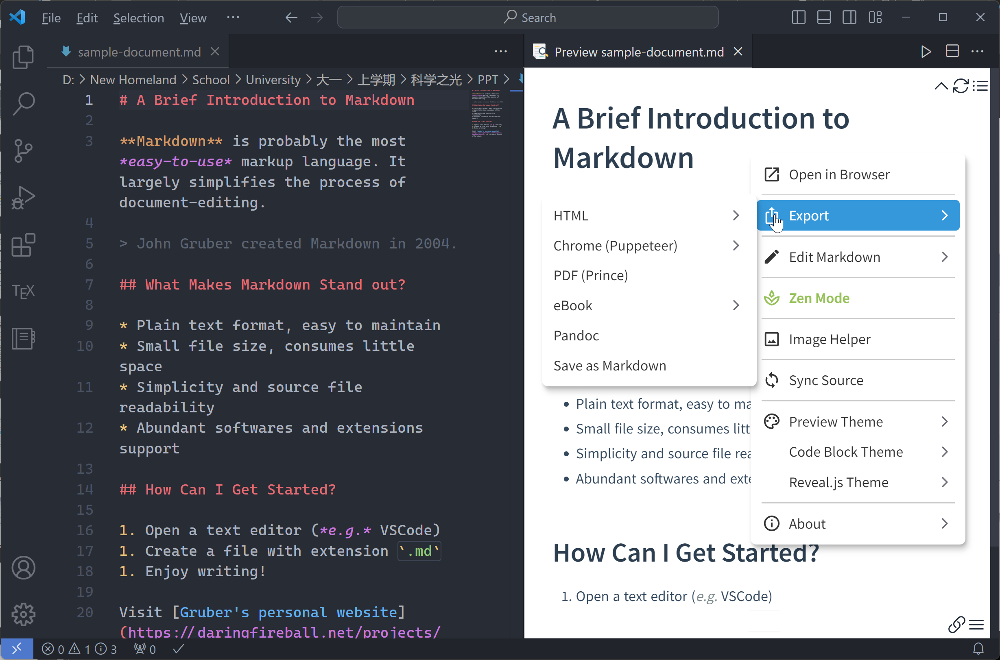 File Edit Selection View ··· Search
sample-document.md
D: > New Homeland > School > University > 大一 > 上学期 > 科学之光 > PPT >
1 # A Brief Introduction to Markdown
2
3 **Markdown** is probably the most
*easy-to-use* markup language. It
largely simplifies the process of
document-editing.
4
5 > John Gruber created Markdown in 2004.
6
7 ## What Makes Markdown Stand out?
8
9 * Plain text format, easy to maintain
10 * Small file size, consumes little
space
11 * Simplicity and source file
readability
12 * Abundant softwares and extensions
support
13
14 ## How Can I Get Started?
15
16 1. Open a text editor (*e.g.* VSCode)
17 1. Create a file with extension `.md`
18 1. Enjoy writing!
19
20 Visit [Gruber's personal website]
(https://daringfireball.net/projects/
TEX
Preview sample-document.md
A Brief Introduction to
Markdown
Open in Browser
Export
Edit Markdown
Zen Mode
Image Helper
Sync Source
Preview Theme
Code Block Theme
Reveal.js Theme
About
HTML
Chrome (Puppeteer)
PDF (Prince)
eBook
Pandoc
Save as Markdown
• Plain text format, easy to ma
• Small file size, consumes litt
• Simplicity and source file rea
• Abundant softwares and exte
How Can I Get Started?
1. Open a text editor (e.g. VSCode)
0 1 3 0